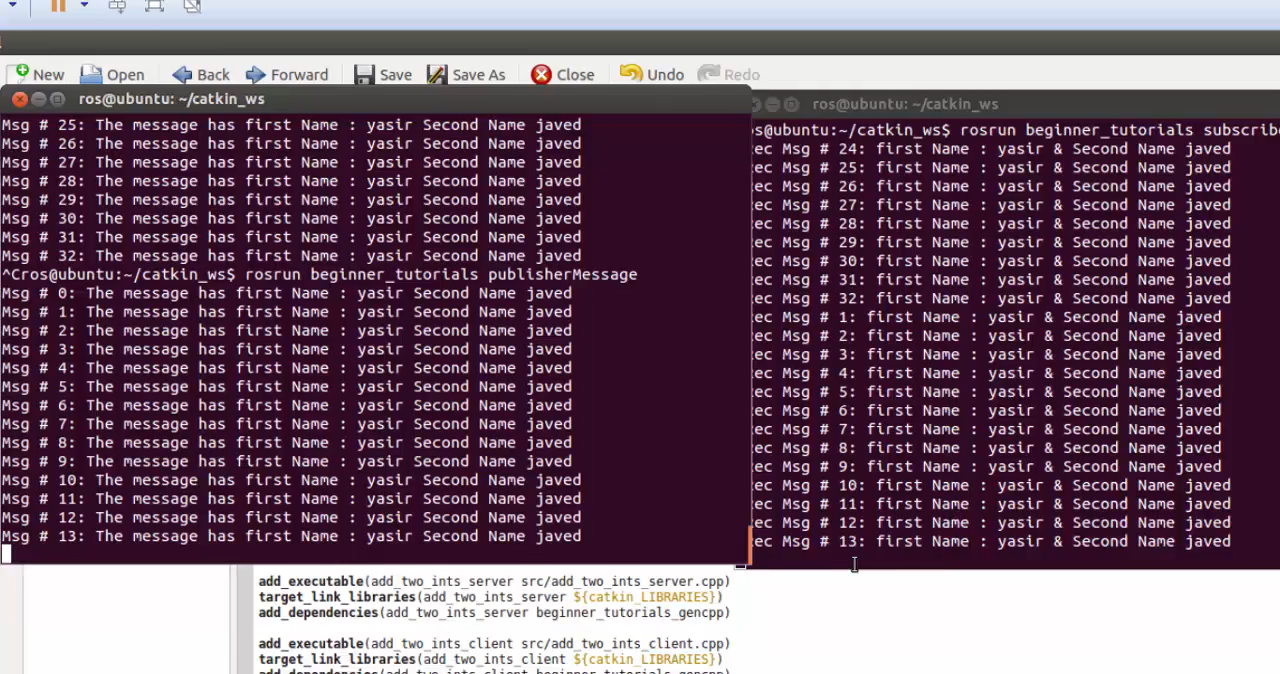 New Open Back Forward Save Save As Close Undo Redo
ros@ubuntu: ~/catkin_ws
Msg # 25: The message has first Name : yasir Second Name javed
Msg # 26: The message has first Name : yasir Second Name javed
Msg # 27: The message has first Name : yasir Second Name javed
Msg # 28: The message has first Name : yasir Second Name javed
Msg # 29: The message has first Name : yasir Second Name javed
Msg # 30: The message has first Name : yasir Second Name javed
Msg # 31: The message has first Name : yasir Second Name javed
Msg # 32: The message has first Name : yasir Second Name javed
^Cros@ubuntu:~/catkin_ws$ rosrun beginner_tutorials publisherMessage
Msg # 0: The message has first Name : yasir Second Name javed
Msg # 1: The message has first Name : yasir Second Name javed
Msg # 2: The message has first Name : yasir Second Name javed
Msg # 3: The message has first Name : yasir Second Name javed
Msg # 4: The message has first Name : yasir Second Name javed
Msg # 5: The message has first Name : yasir Second Name javed
Msg # 6: The message has first Name : yasir Second Name javed
Msg # 7: The message has first Name : yasir Second Name javed
Msg # 8: The message has first Name : yasir Second Name javed
Msg # 9: The message has first Name : yasir Second Name javed
Msg # 10: The message has first Name : yasir Second Name javed
Msg # 11: The message has first Name : yasir Second Name javed
Msg # 12: The message has first Name : yasir Second Name javed
Msg # 13: The message has first Name : yasir Second Name javed
ros@ubuntu: ~/catkin_ws
os@ubuntu:~/catkin_ws$ rosrun beginner_tutorials subscribe
ec Msg # 24: first Name : yasir & Second Name javed
ec Msg # 25: first Name : yasir & Second Name javed
ec Msg # 26: first Name : yasir & Second Name javed
ec Msg # 27: first Name : yasir & Second Name javed
ec Msg # 28: first Name : yasir & Second Name javed
ec Msg # 29: first Name : yasir & Second Name javed
ec Msg # 30: first Name : yasir & Second Name javed
ec Msg # 31: first Name : yasir & Second Name javed
ec Msg # 32: first Name : yasir & Second Name javed
ec Msg # 1: first Name : yasir & Second Name javed
ec Msg # 2: first Name : yasir & Second Name javed
ec Msg # 3: first Name : yasir & Second Name javed
ec Msg # 4: first Name : yasir & Second Name javed
ec Msg # 5: first Name : yasir & Second Name javed
ec Msg # 6: first Name : yasir & Second Name javed
ec Msg # 7: first Name : yasir & Second Name javed
ec Msg # 8: first Name : yasir & Second Name javed
ec Msg # 9: first Name : yasir & Second Name javed
ec Msg # 10: first Name : yasir & Second Name javed
ec Msg # 11: first Name : yasir & Second Name javed
ec Msg # 12: first Name : yasir & Second Name javed
ec Msg # 13: first Name : yasir & Second Name javed
add_executable(add_two_ints_server src/add_two_ints_server.cpp)
target_link_libraries(add_two_ints_server ${catkin_LIBRARIES})
add_dependencies(add_two_ints_server beginner_tutorials_gencpp)
add_executable(add_two_ints_client src/add_two_ints_client.cpp)
target_link_libraries(add_two_ints_client ${catkin_LIBRARIES})